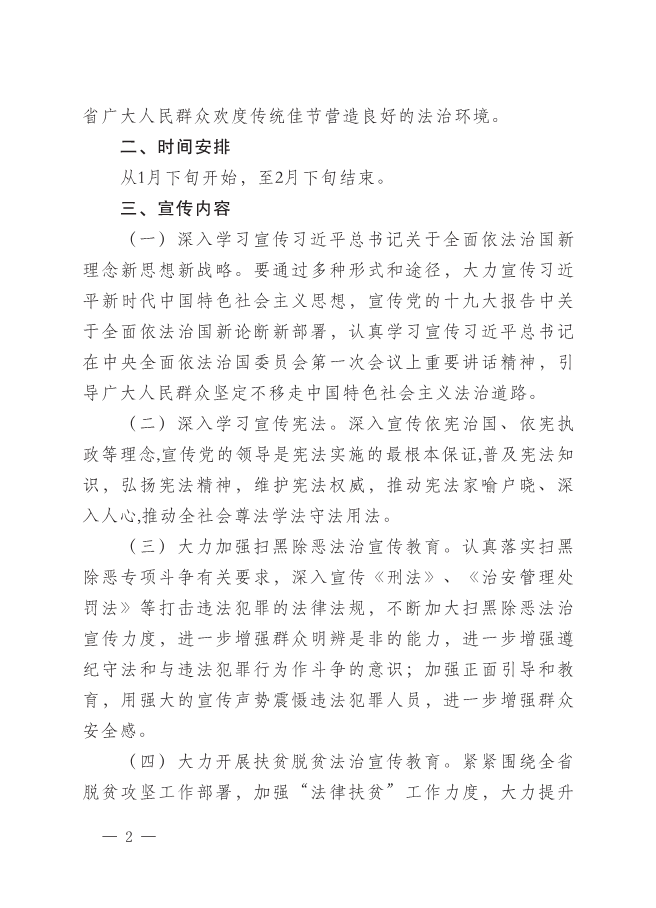 省广大人民群众欢度传统佳节营造良好的法治环境。
二、时间安排
从1月下旬开始，至2月下旬结束。
三、宣传内容
（一）深入学习宣传习近平总书记关于全面依法治国新
理念新思想新战略。要通过多种形式和途径，大力宣传习近
平新时代中国特色社会主义思想，宣传党的十九大报告中关
于全面依法治国新论断新部署，认真学习宣传习近平总书记
在中央全面依法治国委员会第一次会议上重要讲话精神，引
导广大人民群众坚定不移走中国特色社会主义法治道路。
（二）深入学习宣传宪法。深入宣传依宪治国、依宪执
政等理念,宣传党的领导是宪法实施的最根本保证,普及宪法知
识，弘扬宪法精神，维护宪法权威，推动宪法家喻户晓、深
入人心,推动全社会尊法学法守法用法。
（三）大力加强扫黑除恶法治宣传教育。认真落实扫黑
除恶专项斗争有关要求，深入宣传《刑法》、《治安管理处
罚法》等打击违法犯罪的法律法规，不断加大扫黑除恶法治
宣传力度，进一步增强群众明辨是非的能力，进一步增强遵
纪守法和与违法犯罪行为作斗争的意识；加强正面引导和教
育，用强大的宣传声势震慑违法犯罪人员，进一步增强群众
安全感。
（四）大力开展扶贫脱贫法治宣传教育。紧紧围绕全省
脱贫攻坚工作部署，加强“法律扶贫”工作力度，大力提升
— 2 —